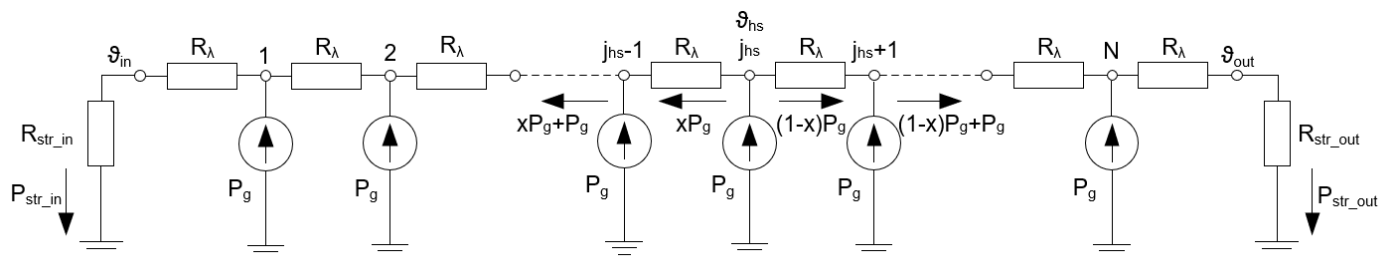 ϑhs
ϑin Rλ 1 Rλ 2 Rλ jhs-1 Rλ jhs Rλ jhs+1 Rλ N Rλ ϑout
xPg+Pg xPg (1-x)Pg (1-x)Pg+Pg
Rstr_in Rstr_out
Pstr_in Pg Pg Pg Pg Pg Pg Pstr_out